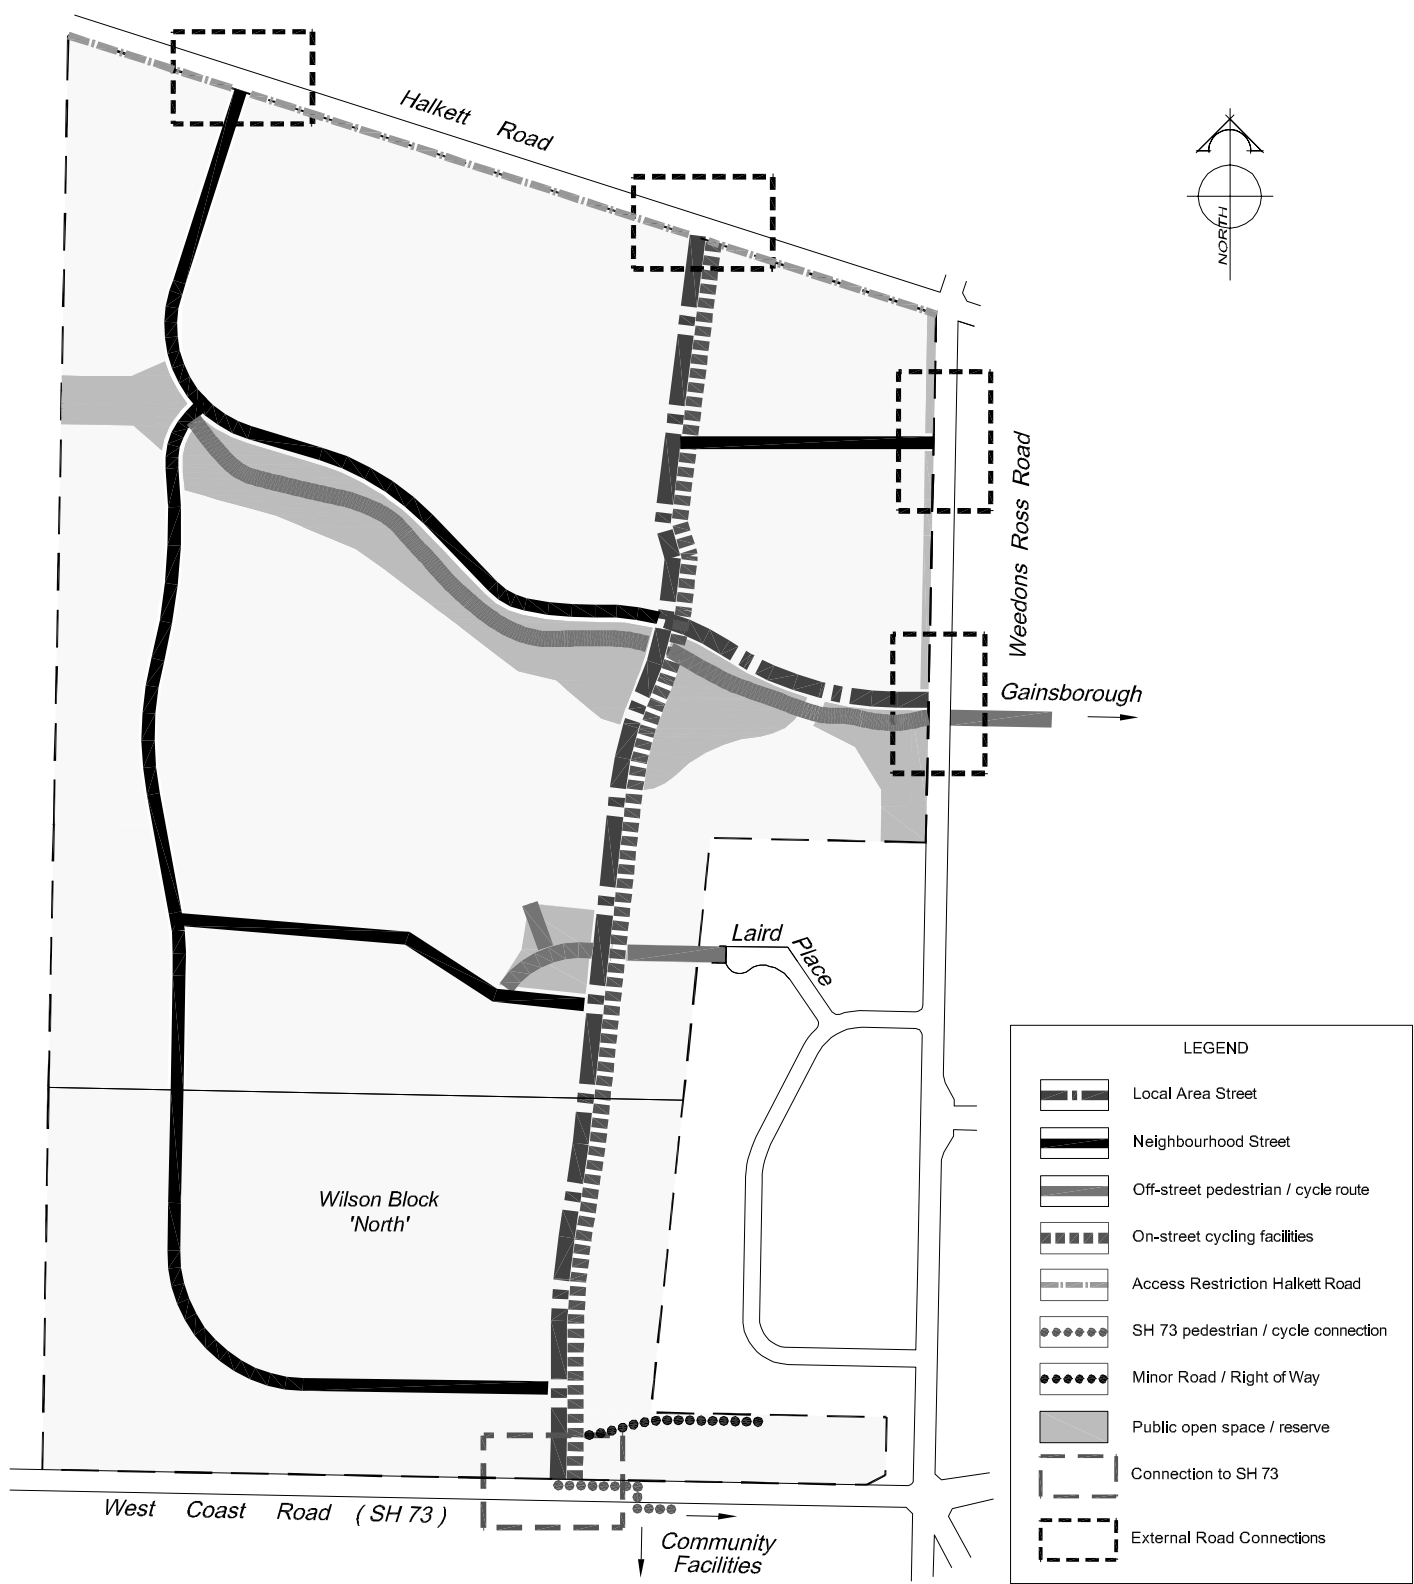 Halkett Road
NORTH
Weedons Ross Road
Gainsborough
Laird Place
Wilson Block
'North'
West Coast Road ( SH 73 )
Community
Facilities
LEGEND
Local Area Street
Neighbourhood Street
Off-street pedestrian / cycle route
On-street cycling facilities
Access Restriction Halkett Road
SH 73 pedestrian / cycle connection
Minor Road / Right of Way
Public open space / reserve
Connection to SH 73
External Road Connections